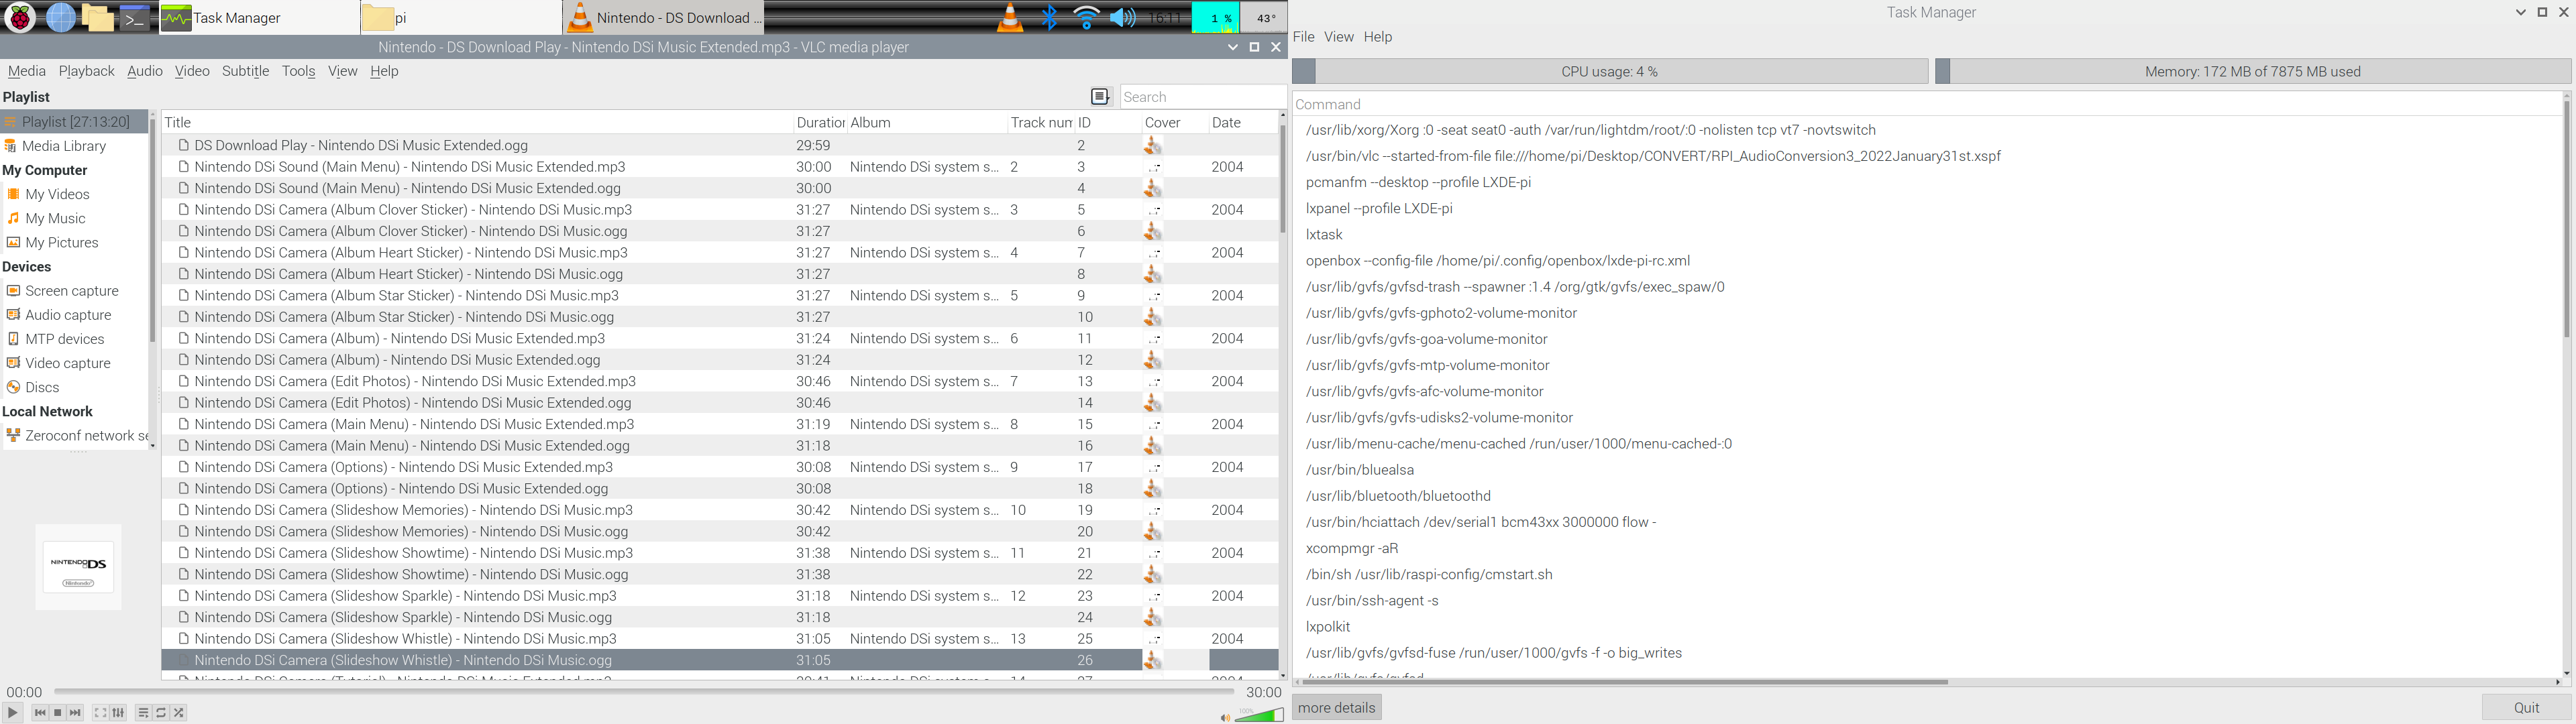 Task Manager
pi
Nintendo - DS Download ...
16:11
1 %
43°
Nintendo - DS Download Play - Nintendo DSi Music Extended.mp3 - VLC media player
Media Playback Audio Video Subtitle Tools View Help
Playlist
Search
Playlist [27:13:20]
Media Library
My Computer
My Videos
My Music
My Pictures
Devices
Screen capture
Audio capture
MTP devices
Video capture
Discs
Local Network
Zeroconf network se
NINTENDO DS
Nintendo
Title Duration Album Track num ID Cover Date
DS Download Play - Nintendo DSi Music Extended.ogg 29:59 2
Nintendo DSi Sound (Main Menu) - Nintendo DSi Music Extended.mp3 30:00 Nintendo DSi system s... 2 3 2004
Nintendo DSi Sound (Main Menu) - Nintendo DSi Music Extended.ogg 30:00 4
Nintendo DSi Camera (Album Clover Sticker) - Nintendo DSi Music.mp3 31:27 Nintendo DSi system s... 3 5 2004
Nintendo DSi Camera (Album Clover Sticker) - Nintendo DSi Music.ogg 31:27 6
Nintendo DSi Camera (Album Heart Sticker) - Nintendo DSi Music.mp3 31:27 Nintendo DSi system s... 4 7 2004
Nintendo DSi Camera (Album Heart Sticker) - Nintendo DSi Music.ogg 31:27 8
Nintendo DSi Camera (Album Star Sticker) - Nintendo DSi Music.mp3 31:27 Nintendo DSi system s... 5 9 2004
Nintendo DSi Camera (Album Star Sticker) - Nintendo DSi Music.ogg 31:27 10
Nintendo DSi Camera (Album) - Nintendo DSi Music Extended.mp3 31:24 Nintendo DSi system s... 6 11 2004
Nintendo DSi Camera (Album) - Nintendo DSi Music Extended.ogg 31:24 12
Nintendo DSi Camera (Edit Photos) - Nintendo DSi Music Extended.mp3 30:46 Nintendo DSi system s... 7 13 2004
Nintendo DSi Camera (Edit Photos) - Nintendo DSi Music Extended.ogg 30:46 14
Nintendo DSi Camera (Main Menu) - Nintendo DSi Music Extended.mp3 31:19 Nintendo DSi system s... 8 15 2004
Nintendo DSi Camera (Main Menu) - Nintendo DSi Music Extended.ogg 31:18 16
Nintendo DSi Camera (Options) - Nintendo DSi Music Extended.mp3 30:08 Nintendo DSi system s... 9 17 2004
Nintendo DSi Camera (Options) - Nintendo DSi Music Extended.ogg 30:08 18
Nintendo DSi Camera (Slideshow Memories) - Nintendo DSi Music.mp3 30:42 Nintendo DSi system s... 10 19 2004
Nintendo DSi Camera (Slideshow Memories) - Nintendo DSi Music.ogg 30:42 20
Nintendo DSi Camera (Slideshow Showtime) - Nintendo DSi Music.mp3 31:38 Nintendo DSi system s... 11 21 2004
Nintendo DSi Camera (Slideshow Showtime) - Nintendo DSi Music.ogg 31:38 22
Nintendo DSi Camera (Slideshow Sparkle) - Nintendo DSi Music.mp3 31:18 Nintendo DSi system s... 12 23 2004
Nintendo DSi Camera (Slideshow Sparkle) - Nintendo DSi Music.ogg 31:18 24
Nintendo DSi Camera (Slideshow Whistle) - Nintendo DSi Music.mp3 31:05 Nintendo DSi system s... 13 25 2004
Nintendo DSi Camera (Slideshow Whistle) - Nintendo DSi Music.ogg 31:05 26
00:00
30:00
100%
Task Manager
File View Help
CPU usage: 4 %
Memory: 172 MB of 7875 MB used
Command
/usr/lib/xorg/Xorg :0 -seat seat0 -auth /var/run/lightdm/root/:0 -nolisten tcp vt7 -novtswitch
/usr/bin/vlc --started-from-file file:///home/pi/Desktop/CONVERT/RPI_AudioConversion3_2022January31st.xspf
pcmanfm --desktop --profile LXDE-pi
lxpanel --profile LXDE-pi
lxtask
openbox --config-file /home/pi/.config/openbox/lxde-pi-rc.xml
/usr/lib/gvfs/gvfsd-trash --spawner :1.4 /org/gtk/gvfs/exec_spaw/0
/usr/lib/gvfs/gvfs-gphoto2-volume-monitor
/usr/lib/gvfs/gvfs-goa-volume-monitor
/usr/lib/gvfs/gvfs-mtp-volume-monitor
/usr/lib/gvfs/gvfs-afc-volume-monitor
/usr/lib/gvfs/gvfs-udisks2-volume-monitor
/usr/lib/menu-cache/menu-cached /run/user/1000/menu-cached-:0
/usr/bin/bluealsa
/usr/lib/bluetooth/bluetoothd
/usr/bin/hciattach /dev/serial1 bcm43xx 3000000 flow -
xcompmgr -aR
/bin/sh /usr/lib/raspi-config/cmstart.sh
/usr/bin/ssh-agent -s
lxpolkit
/usr/lib/gvfs/gvfsd-fuse /run/user/1000/gvfs -f -o big_writes
more details
Quit